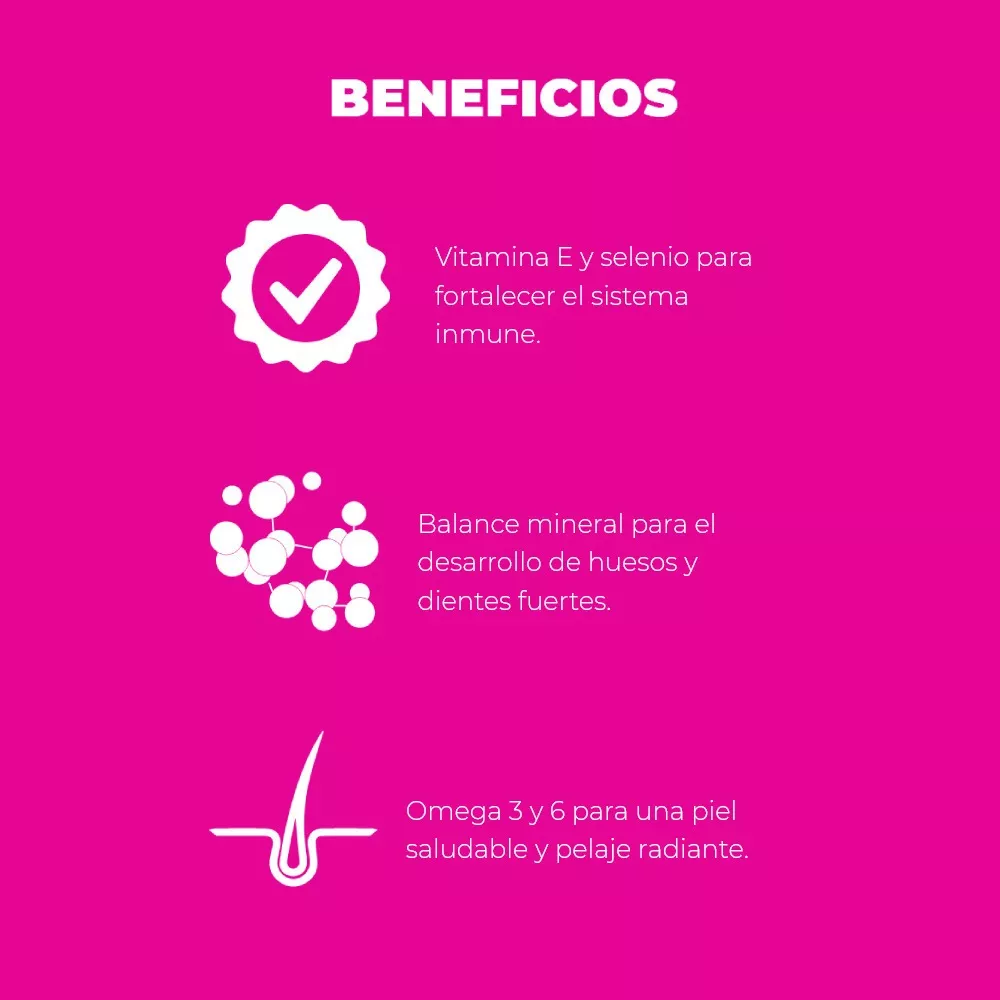 BENEFICIOS
Vitamina E y selenio para
fortalecer el sistema
inmune.
Balance mineral para el
desarrollo de huesos y
dientes fuertes.
Omega 3 y 6 para una piel
saludable y pelaje radiante.